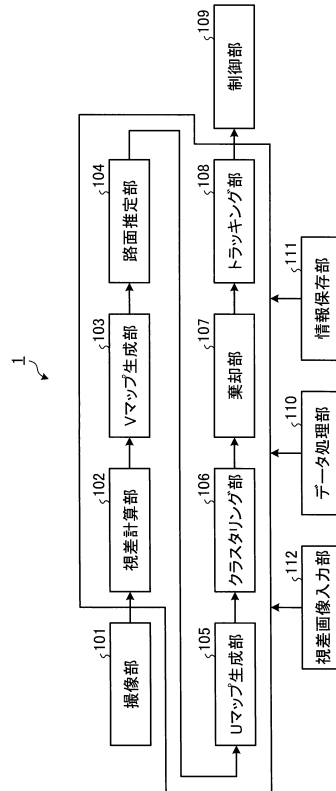 1
101
撮像部
102
視差計算部
103
Vマップ生成部
104
路面推定部
105
Uマップ生成部
106
クラスタリング部
107
棄却部
108
トラッキング部
109
制御部
112
視差画像入力部
110
データ処理部
111
情報保存部